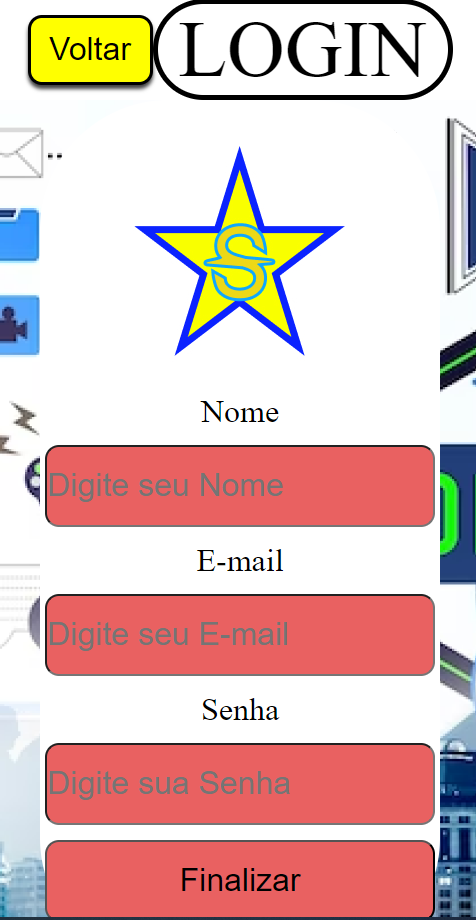 Voltar
LOGIN
S
Nome
Digite seu Nome
E-mail
Digite seu E-mail
Senha
Digite sua Senha
Finalizar